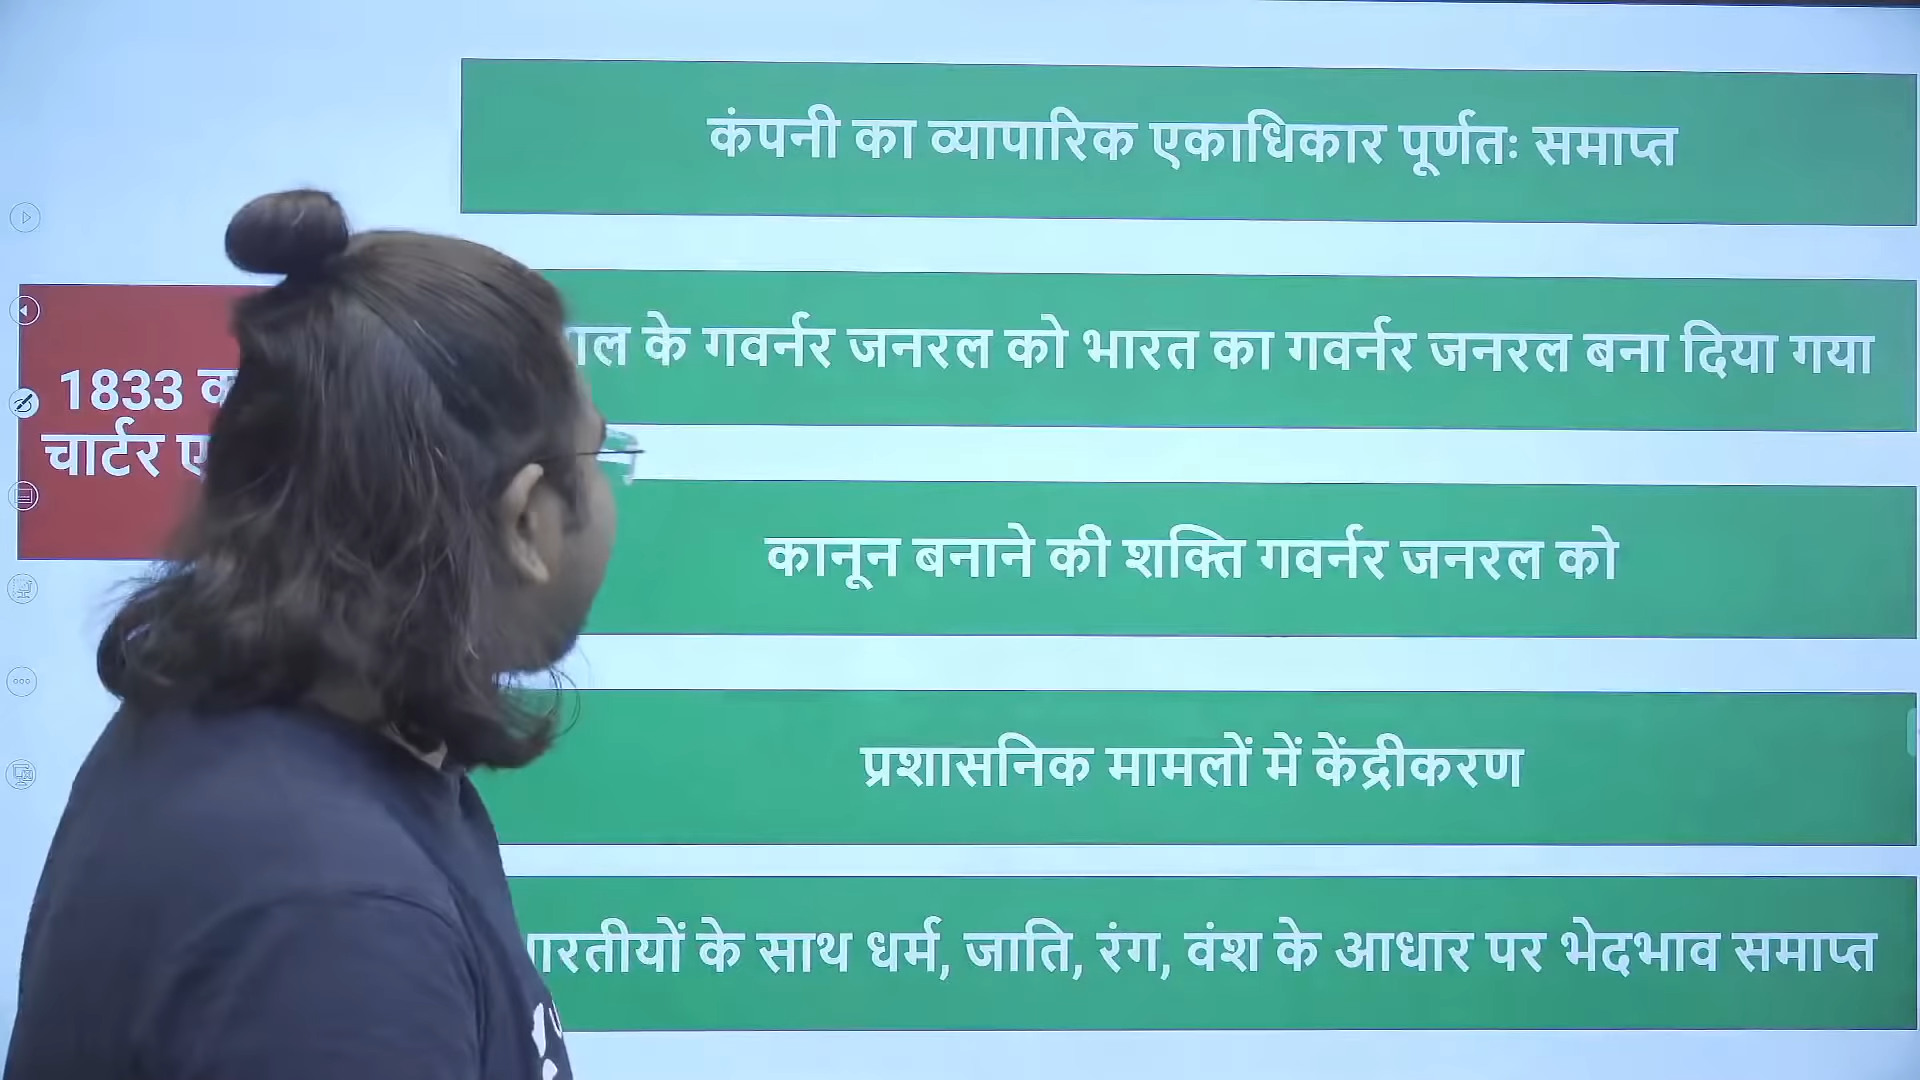 कंपनी का व्यापारिक एकाधिकार पूर्णतः समाप्त
के गवर्नर जनरल को भारत का गवर्नर जनरल बना दिया गया
1833
चार्टर
कानून बनाने की शक्ति गवर्नर जनरल को
प्रशासनिक मामलों में केंद्रीकरण
के साथ धर्म, जाति, रंग, वंश के आधार पर भेदभाव समाप्त